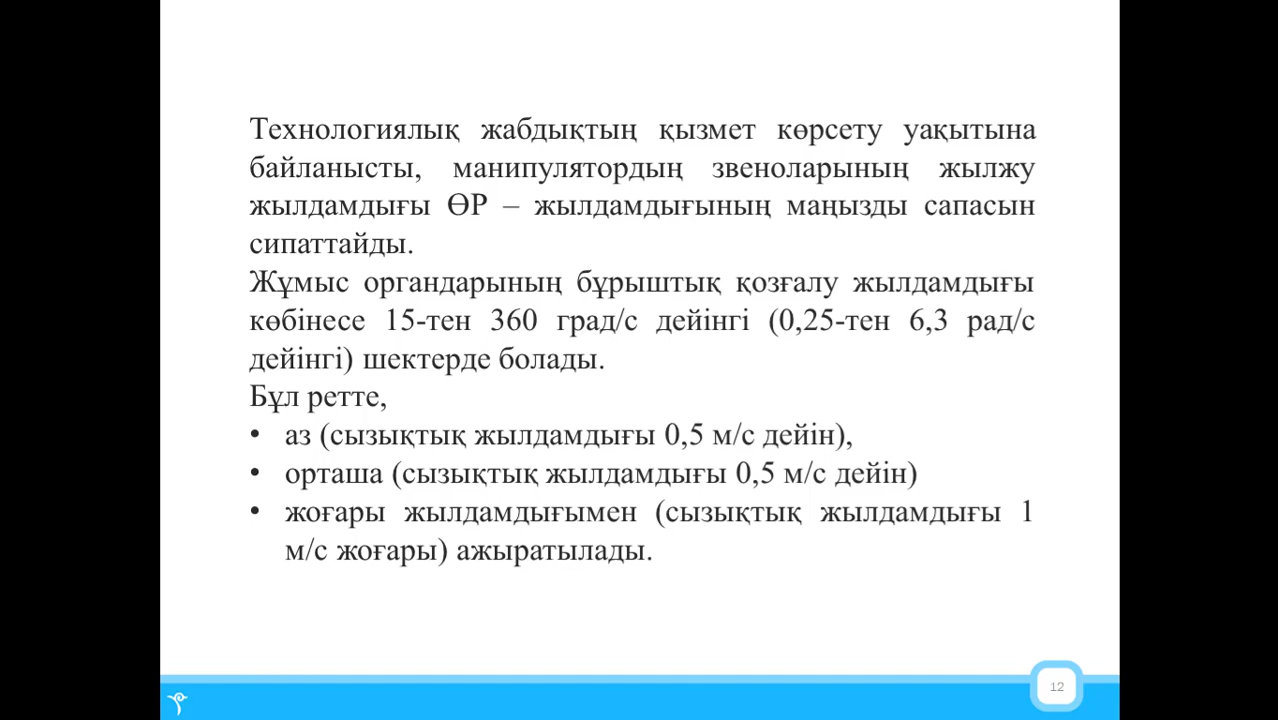 Технологиялық жабдықтың қызмет көрсету уақытына
байланысты, манипулятордың звеноларының жылжу
жылдамдығы ӨР – жылдамдығының маңызды сапасын
сипаттайды.
Жұмыс органдарының бұрыштық қозғалу жылдамдығы
көбінесе 15-тен 360 град/с дейінгі (0,25-тен 6,3 рад/с
дейінгі) шектерде болады.
Бұл ретте,
• аз (сызықтық жылдамдығы 0,5 м/с дейін),
• орташа (сызықтық жылдамдығы 0,5 м/с дейін)
• жоғары жылдамдығымен (сызықтық жылдамдығы 1
м/с жоғары) ажыратылады.
12